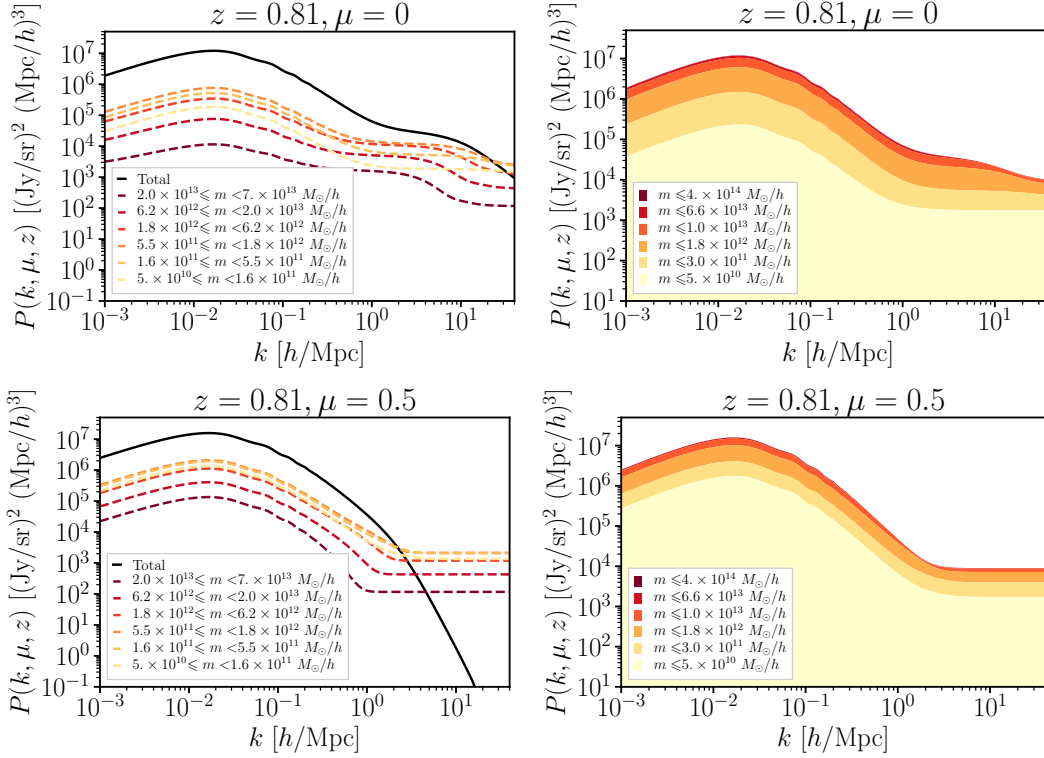 z = 0.81, μ = 0
P(k, μ, z) [(Jy/sr)² (Mpc/h)³]
10⁷
10⁶
10⁵
10⁴
10³
10²
10¹
10⁰
10⁻¹
Total
2.0 × 10¹³ ⩽ m < 7. × 10¹³ M⊙/h
6.2 × 10¹² ⩽ m < 2.0 × 10¹³ M⊙/h
1.8 × 10¹² ⩽ m < 6.2 × 10¹² M⊙/h
5.5 × 10¹¹ ⩽ m < 1.8 × 10¹² M⊙/h
1.6 × 10¹¹ ⩽ m < 5.5 × 10¹¹ M⊙/h
5. × 10¹⁰ ⩽ m < 1.6 × 10¹¹ M⊙/h
10⁻³ 10⁻² 10⁻¹ 10⁰ 10¹
k [h/Mpc]
z = 0.81, μ = 0
P(k, μ, z) [(Jy/sr)² (Mpc/h)³]
10⁷
10⁶
10⁵
10⁴
10³
10²
10¹
m ⩽ 4. × 10¹⁴ M⊙/h
m ⩽ 6.6 × 10¹³ M⊙/h
m ⩽ 1.0 × 10¹³ M⊙/h
m ⩽ 1.8 × 10¹² M⊙/h
m ⩽ 3.0 × 10¹¹ M⊙/h
m ⩽ 5. × 10¹⁰ M⊙/h
10⁻³ 10⁻² 10⁻¹ 10⁰ 10¹
k [h/Mpc]
z = 0.81, μ = 0.5
P(k, μ, z) [(Jy/sr)² (Mpc/h)³]
10⁷
10⁶
10⁵
10⁴
10³
10²
10¹
10⁰
10⁻¹
Total
2.0 × 10¹³ ⩽ m < 7. × 10¹³ M⊙/h
6.2 × 10¹² ⩽ m < 2.0 × 10¹³ M⊙/h
1.8 × 10¹² ⩽ m < 6.2 × 10¹² M⊙/h
5.5 × 10¹¹ ⩽ m < 1.8 × 10¹² M⊙/h
1.6 × 10¹¹ ⩽ m < 5.5 × 10¹¹ M⊙/h
5. × 10¹⁰ ⩽ m < 1.6 × 10¹¹ M⊙/h
10⁻³ 10⁻² 10⁻¹ 10⁰ 10¹
k [h/Mpc]
z = 0.81, μ = 0.5
P(k, μ, z) [(Jy/sr)² (Mpc/h)³]
10⁷
10⁶
10⁵
10⁴
10³
10²
10¹
m ⩽ 4. × 10¹⁴ M⊙/h
m ⩽ 6.6 × 10¹³ M⊙/h
m ⩽ 1.0 × 10¹³ M⊙/h
m ⩽ 1.8 × 10¹² M⊙/h
m ⩽ 3.0 × 10¹¹ M⊙/h
m ⩽ 5. × 10¹⁰ M⊙/h
10⁻³ 10⁻² 10⁻¹ 10⁰ 10¹
k [h/Mpc]